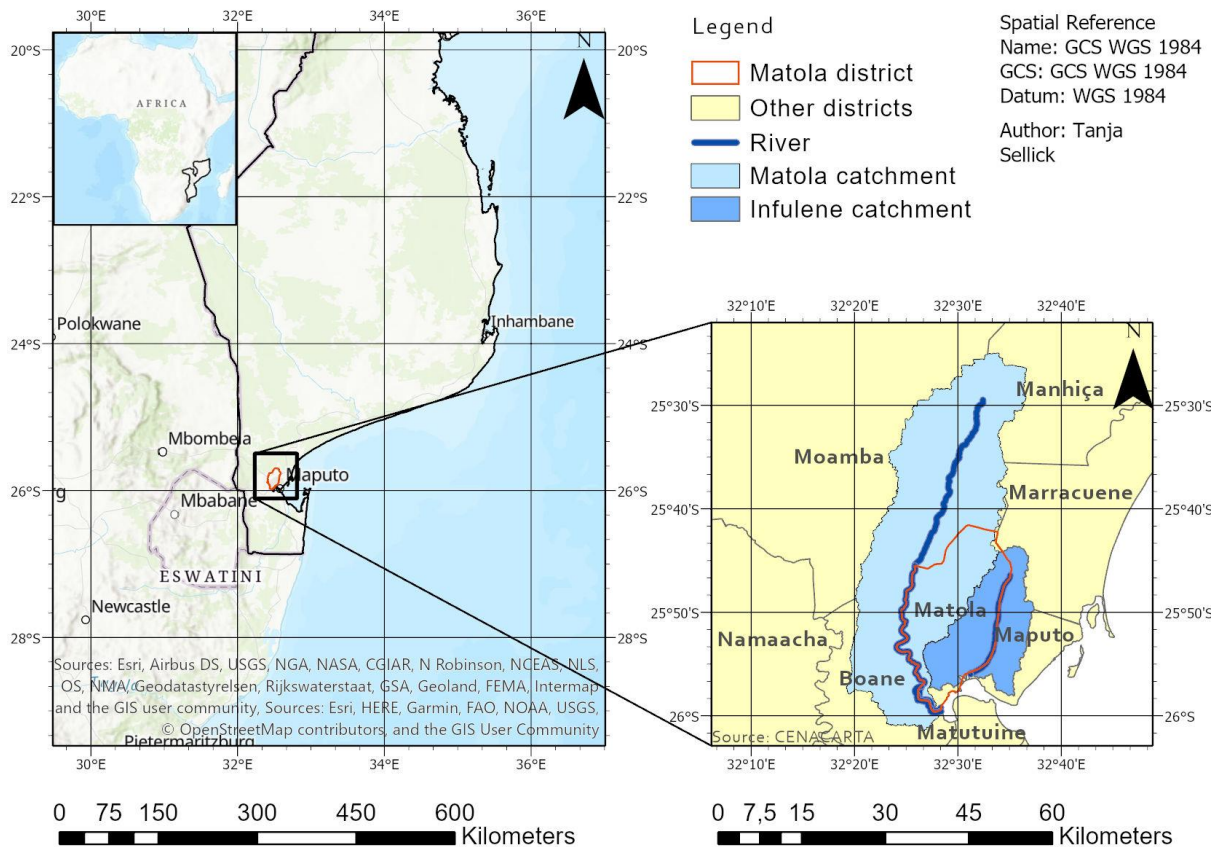 30°E
32°E
34°E
36°E
20°S
22°S
24°S
26°S
28°S
AFRICA
N
Polokwane
Inhambane
Mbombela
Maputo
rg
Mbabane
ESWATINI
Newcastle
Sources: Esri, Airbus DS, USGS, NGA, NASA, CGIAR, N Robinson, NCEAS, NLS,
OS, NMA, Geodatastyrelsen, Rijkswaterstaat, GSA, Geoland, FEMA, Intermap
and the GIS user community, Sources: Esri, HERE, Garmin, FAO, NOAA, USGS,
© OpenStreetMap contributors, and the GIS User Community
Pietermaritzburg
20°S
22°S
24°S
26°S
28°S
30°E
32°E
34°E
36°E
0 75 150 300 450 600
Kilometers
Legend
Matola district
Other districts
River
Matola catchment
Infulene catchment
Spatial Reference
Name: GCS WGS 1984
GCS: GCS WGS 1984
Datum: WGS 1984
Author: Tanja
Sellick
32°10'E
32°20'E
32°30'E
32°40'E
N
25°30'S
25°40'S
25°50'S
26°S
Manhiça
Moamba
Marracuene
Matola
Namaacha
Maputo
Boane
Matutuine
Source: CENACARTA
25°30'S
25°40'S
25°50'S
26°S
32°10'E
32°20'E
32°30'E
32°40'E
0 7,5 15 30 45 60
Kilometers